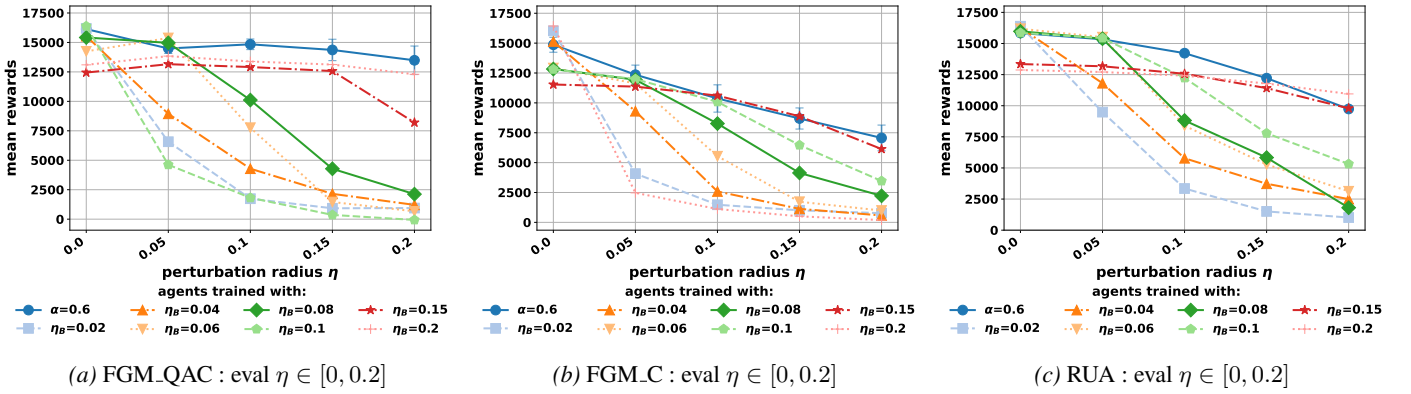 17500
15000
12500
10000
7500
5000
2500
0
mean rewards
0.0
0.05
0.1
0.15
0.2
perturbation radius η
agents trained with:
α=0.6
η_B=0.04
η_B=0.08
η_B=0.15
η_B=0.02
η_B=0.06
η_B=0.1
η_B=0.2
(a) FGM_QAC : eval η ∈ [0, 0.2]
17500
15000
12500
10000
7500
5000
2500
0
mean rewards
0.0
0.05
0.1
0.15
0.2
perturbation radius η
agents trained with:
α=0.6
η_B=0.04
η_B=0.08
η_B=0.15
η_B=0.02
η_B=0.06
η_B=0.1
η_B=0.2
(b) FGM_C : eval η ∈ [0, 0.2]
17500
15000
12500
10000
7500
5000
2500
0
mean rewards
0.0
0.05
0.1
0.15
0.2
perturbation radius η
agents trained with:
α=0.6
η_B=0.04
η_B=0.08
η_B=0.15
η_B=0.02
η_B=0.06
η_B=0.1
η_B=0.2
(c) RUA : eval η ∈ [0, 0.2]